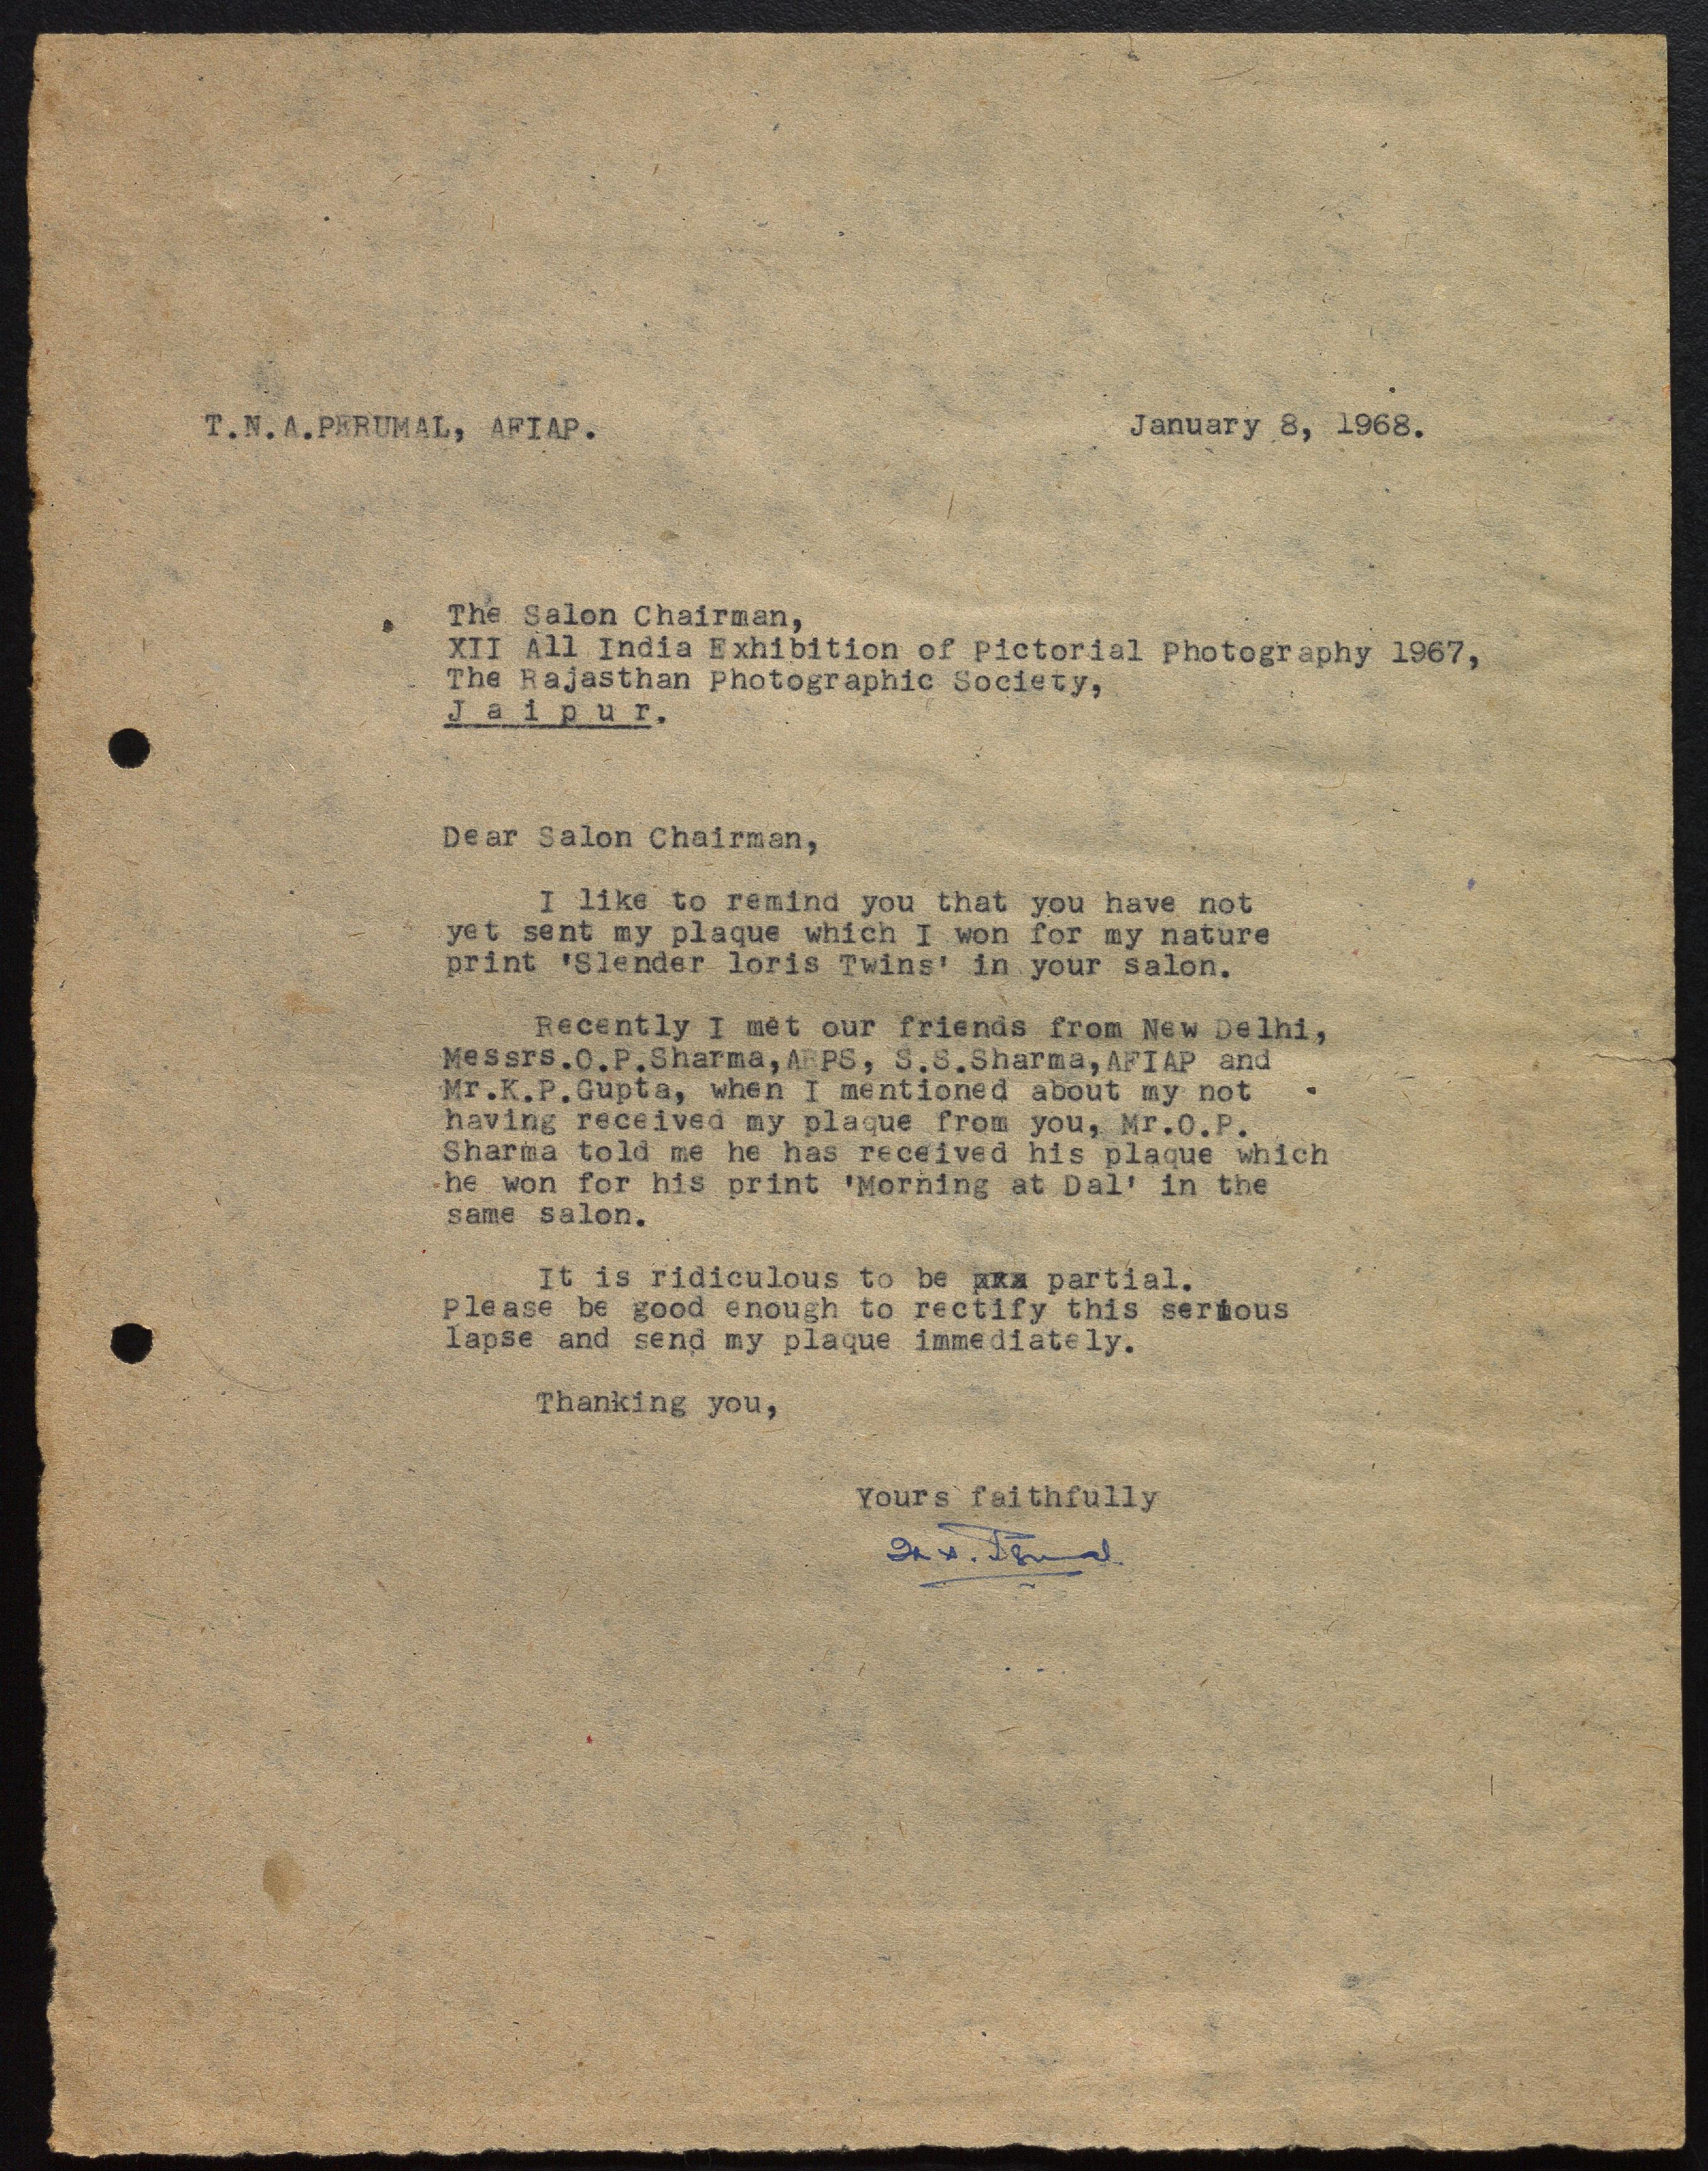 T.N.A.PERUMAL, AFIAP.
January 8, 1968.
The Salon Chairman,
XII All India Exhibition of Pictorial Photography 1967,
The Rajasthan Photographic Society,
J a i p u r.
Dear Salon Chairman,
I like to remind you that you have not
yet sent my plaque which I won for my nature
print 'Slender loris Twins' in your salon.
Recently I met our friends from New Delhi,
Messrs.O.P.Sharma,ARPS, S.S.Sharma,AFIAP and
Mr.K.P.Gupta, when I mentioned about my not
having received my plaque from you, Mr.O.P.
Sharma told me he has received his plaque which
he won for his print 'Morning at Dal' in the
same salon.
It is ridiculous to be partial.
Please be good enough to rectify this serious
lapse and send my plaque immediately.
Thanking you,
Yours faithfully